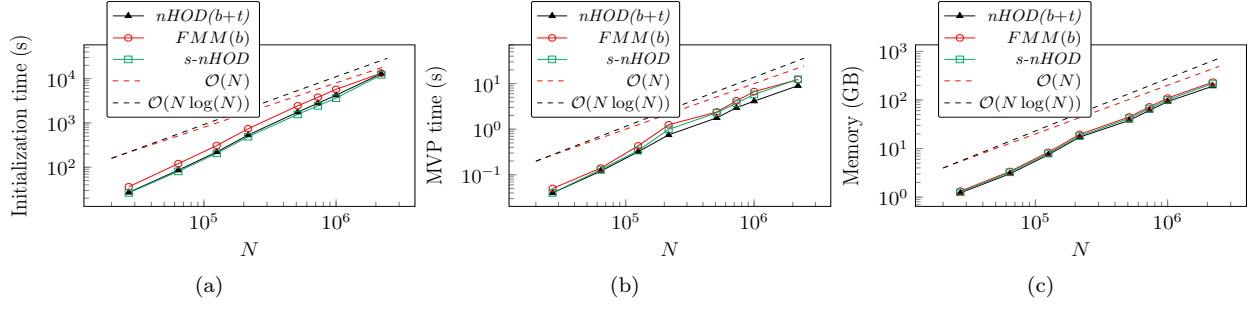 nHOD(b+t)
FMM(b)
s-nHOD
O(N)
O(N log(N))
Initialization time (s)
10^4
10^3
10^2
10^5
10^6
N
(a)
nHOD(b+t)
FMM(b)
s-nHOD
O(N)
O(N log(N))
MVP time (s)
10^1
10^0
10^−1
10^5
10^6
N
(b)
nHOD(b+t)
FMM(b)
s-nHOD
O(N)
O(N log(N))
Memory (GB)
10^3
10^2
10^1
10^0
10^5
10^6
N
(c)